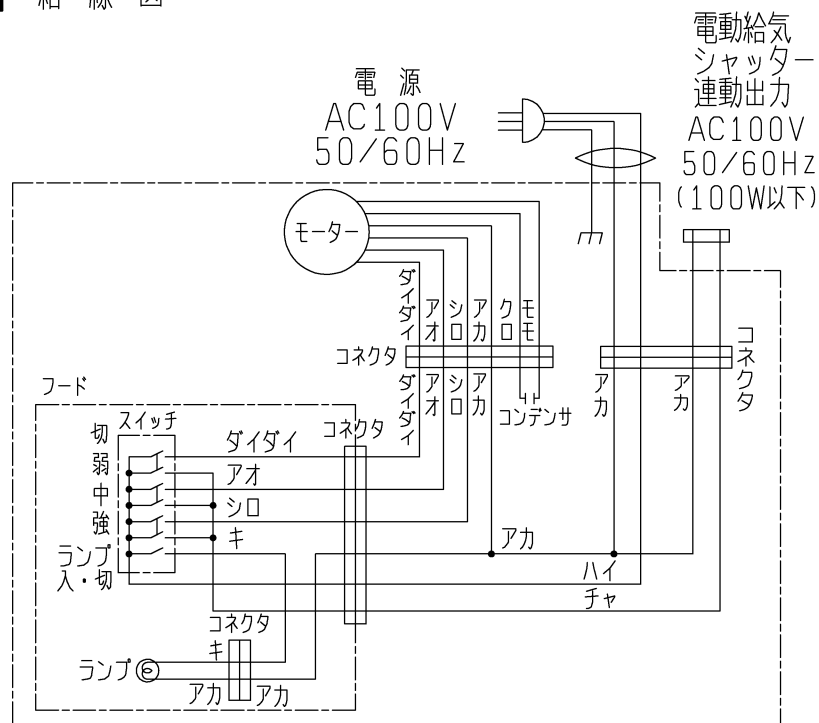 結線図
電動給気
シャッター
連動出力
AC100V
50/60Hz
(100W以下)
電源
AC100V
50/60Hz
モーター
ダイダイ
アオ
シロ
アカ
クロ
モモ
コネクタ
ダイダイ
アオ
シロ
アカ
コンデンサ
アカ
アカ
コネクタ
フード
スイッチ
コネクタ
切
弱
中
強
ランプ
入・切
ダイダイ
アオ
シロ
キ
アカ
ハイ
チャ
コネクタ
キ
ランプ
アカ
アカ